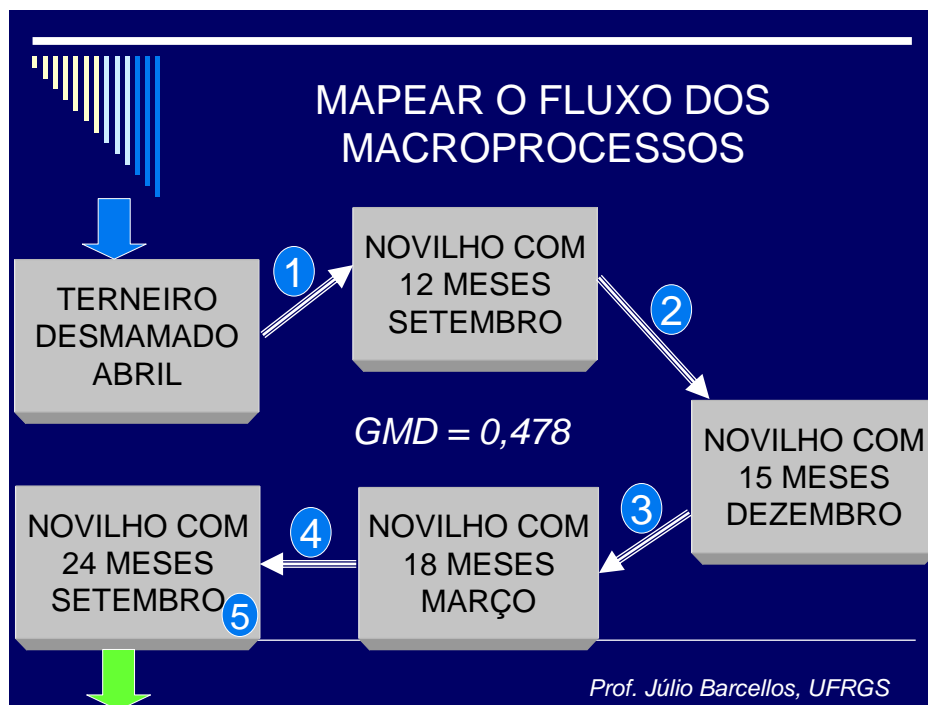 MAPEAR O FLUXO DOS
MACROPROCESSOS
TERNEIRO
DESMAMADO
ABRIL
1
NOVILHO COM
12 MESES
SETEMBRO
2
NOVILHO COM
15 MESES
DEZEMBRO
GMD = 0,478
3
NOVILHO COM
18 MESES
MARÇO
4
NOVILHO COM
24 MESES
SETEMBRO
5
Prof. Júlio Barcellos, UFRGS